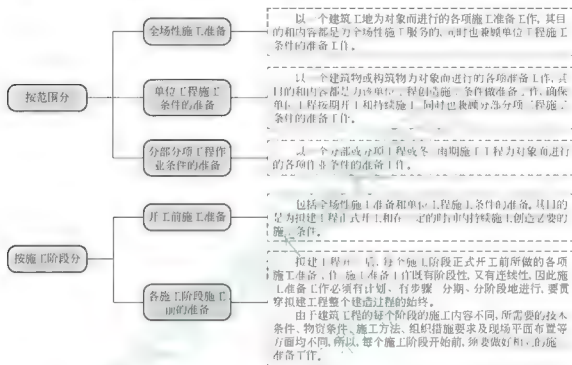 全场性施工准备
以一个建筑工地为对象而进行的各项施工准备工作,其目
的和内容都是为全场性施工服务的,同时也兼顾单位工程施工
条件的准备工作。
按范围分
单位工程施工
条件的准备
以一个建筑物或构筑物为对象而进行的各项准备工作,其
目的和内容都是为该单位工程创造施工条件做准备工作,确保
单位工程按期开工和持续施工,同时也兼顾分部分项工程施工
条件的准备工作。
分部分项工程作
业条件的准备
以一个分部或分项工程或冬雨期施工工程为对象而进行
的各项作业条件的准备工作。
按施工阶段分
开工前施工准备
包括全场性施工准备和单位工程施工条件的准备。其目的
是为拟建工程正式开工和在一定的时间内持续施工创造必要的
施工条件。
各施工阶段施工
前的准备
拟建工程开工后,每个施工阶段正式开工前所做的各项
施工准备工作。施工准备工作既有阶段性,又有连续性,因此施
工准备工作必须有计划、有步骤、分期、分阶段地进行,要贯
穿拟建工程整个建造过程的始终。
由于建筑工程的每个阶段的施工内容不同,所需要的技术
条件、物资条件、施工方法、组织措施要求及现场平面布置等
方面均不同,所以,每个施工阶段开始前,须要做好相应的施工
准备工作。